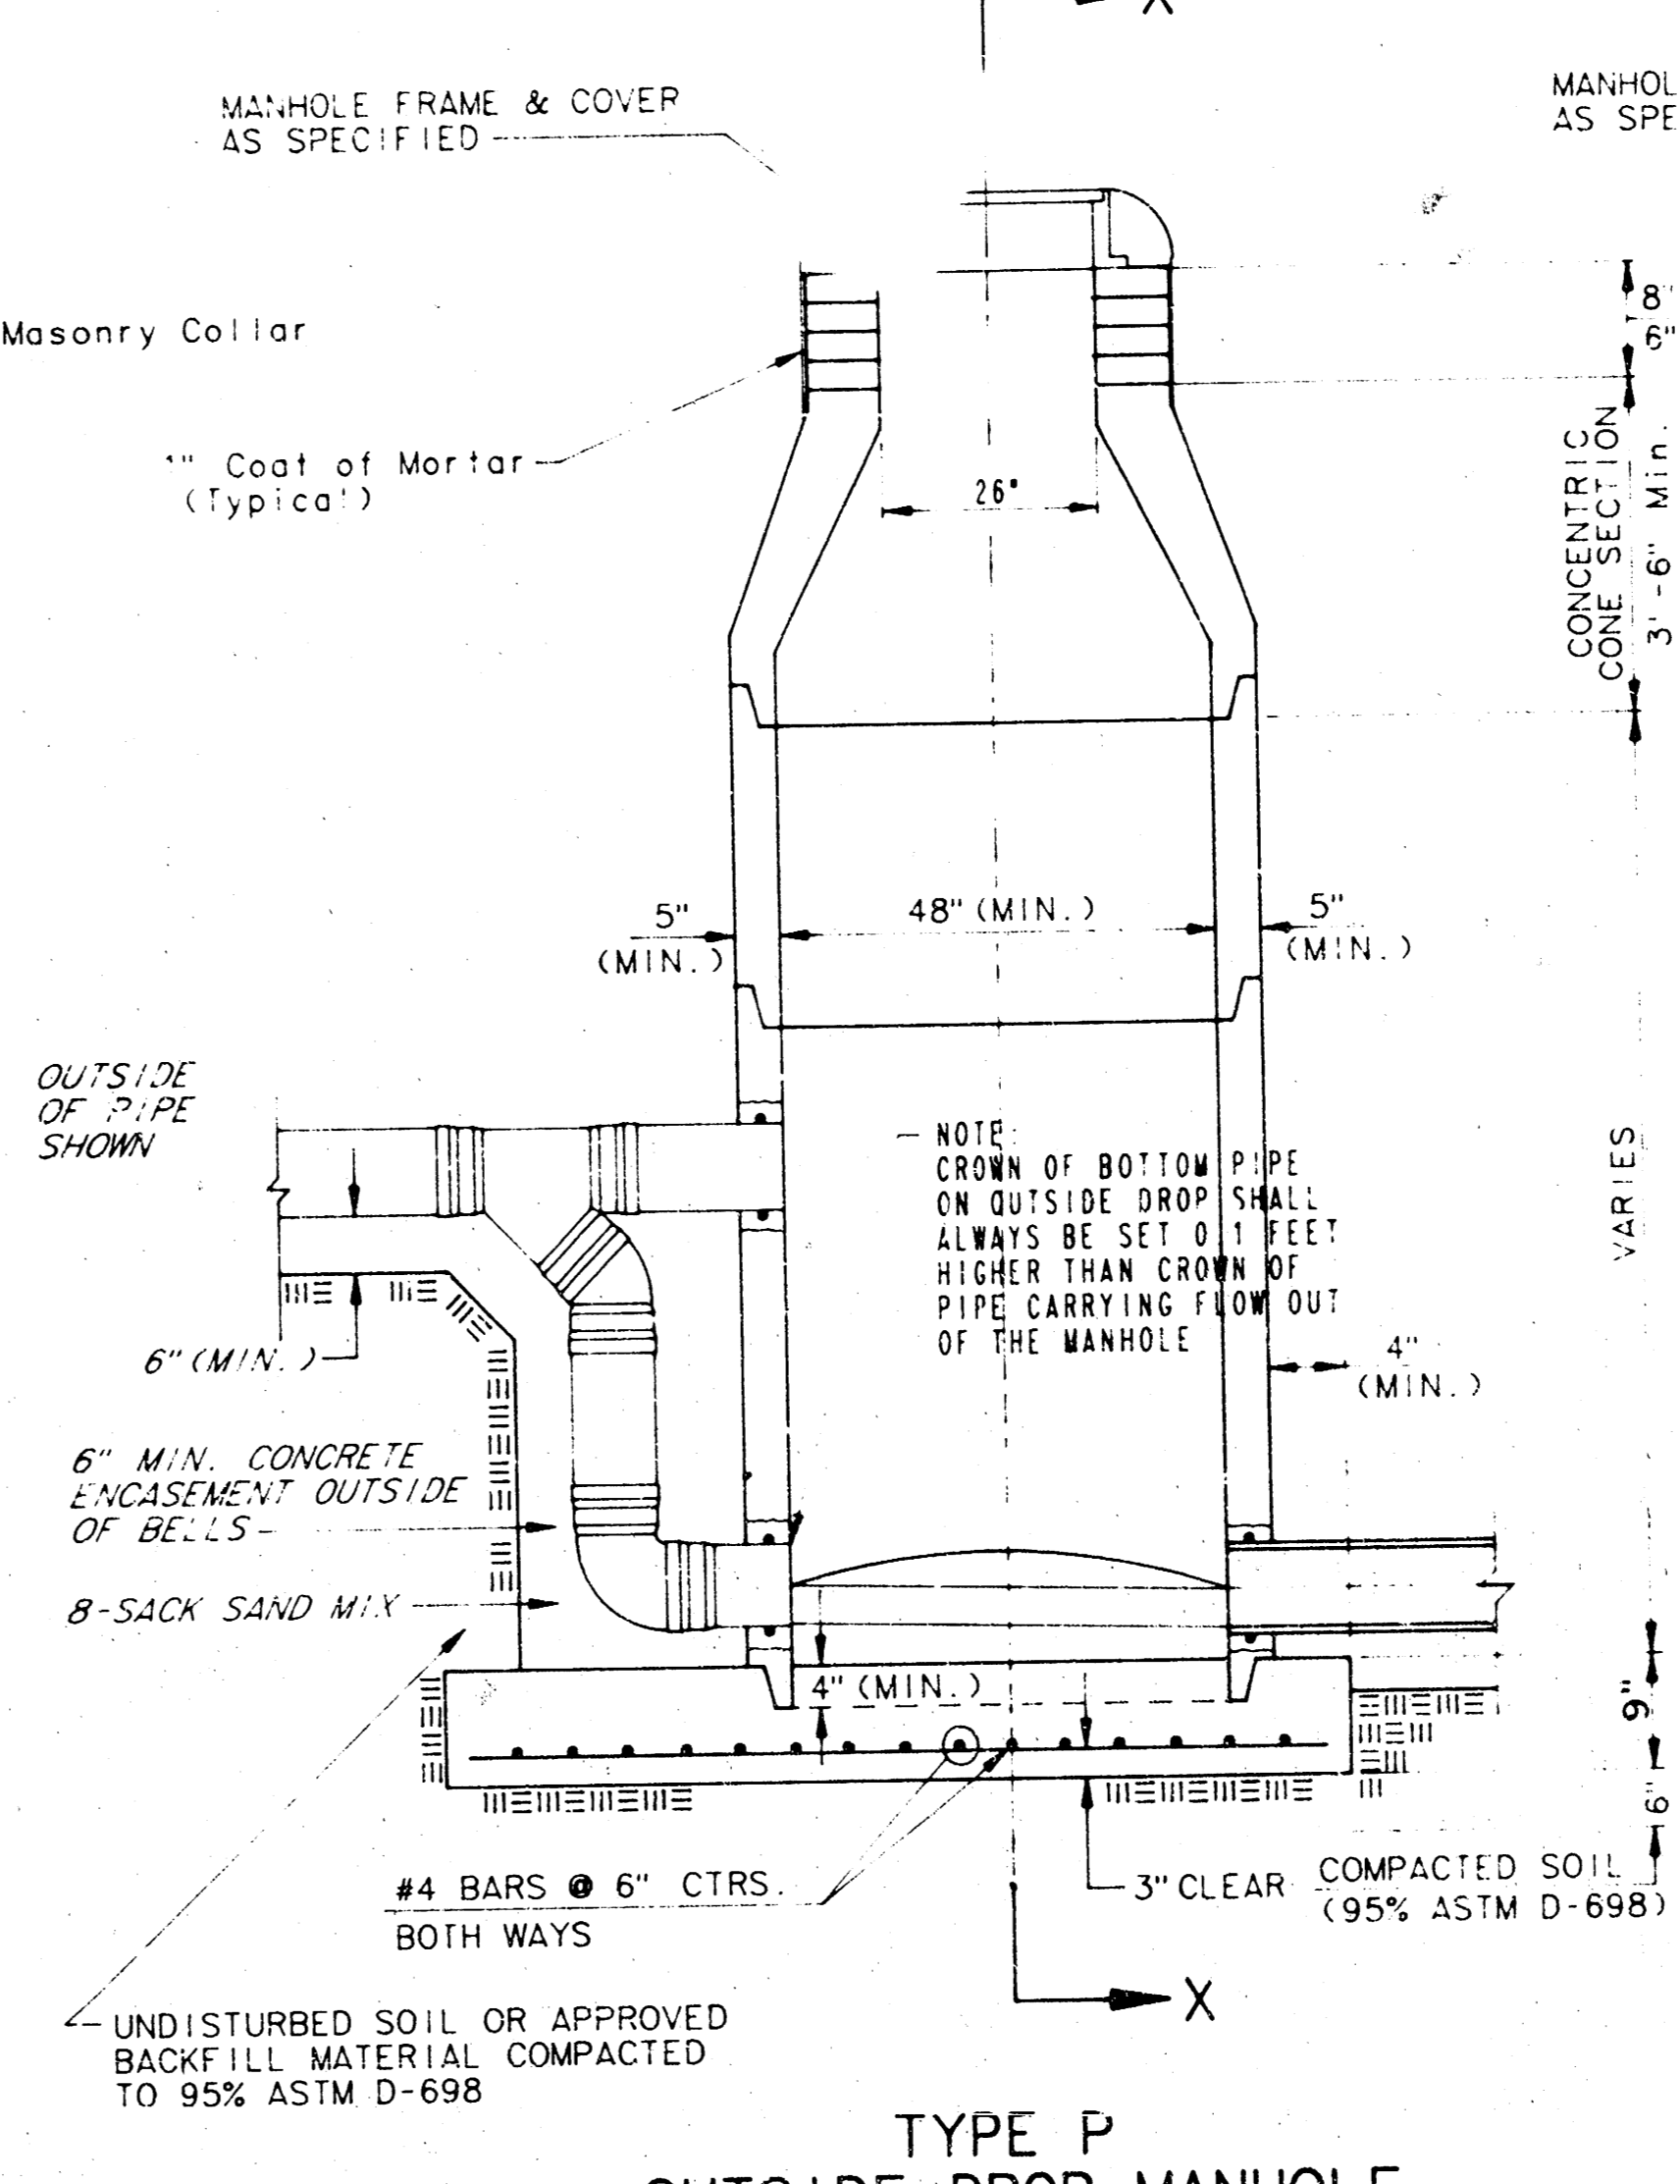 X
MANHOLE FRAME & COVER
AS SPECIFIED
MANHOL
AS SPE
Masonry Collar
1" Coat of Mortar
(Typical)
8"
6"
CONCENTRIC
CONE SECTION
3'-6" Min.
26"
5"
(MIN.)
48" (MIN.)
5"
(MIN.)
OUTSIDE
OF PIPE
SHOWN
NOTE:
CROWN OF BOTTOM PIPE
ON OUTSIDE DROP SHALL
ALWAYS BE SET 0.1 FEET
HIGHER THAN CROWN OF
PIPE CARRYING FLOW OUT
OF THE MANHOLE
VARIES
6" (MIN.)
4"
(MIN.)
6" MIN. CONCRETE
ENCASEMENT OUTSIDE
OF BELLS
8-SACK SAND MIX
4" (MIN.)
9"
6"
#4 BARS @ 6" CTRS.
BOTH WAYS
3" CLEAR
COMPACTED SOIL
(95% ASTM D-698)
X
UNDISTURBED SOIL OR APPROVED
BACKFILL MATERIAL COMPACTED
TO 95% ASTM D-698
TYPE P
OUTSIDE DROP MANHOLE